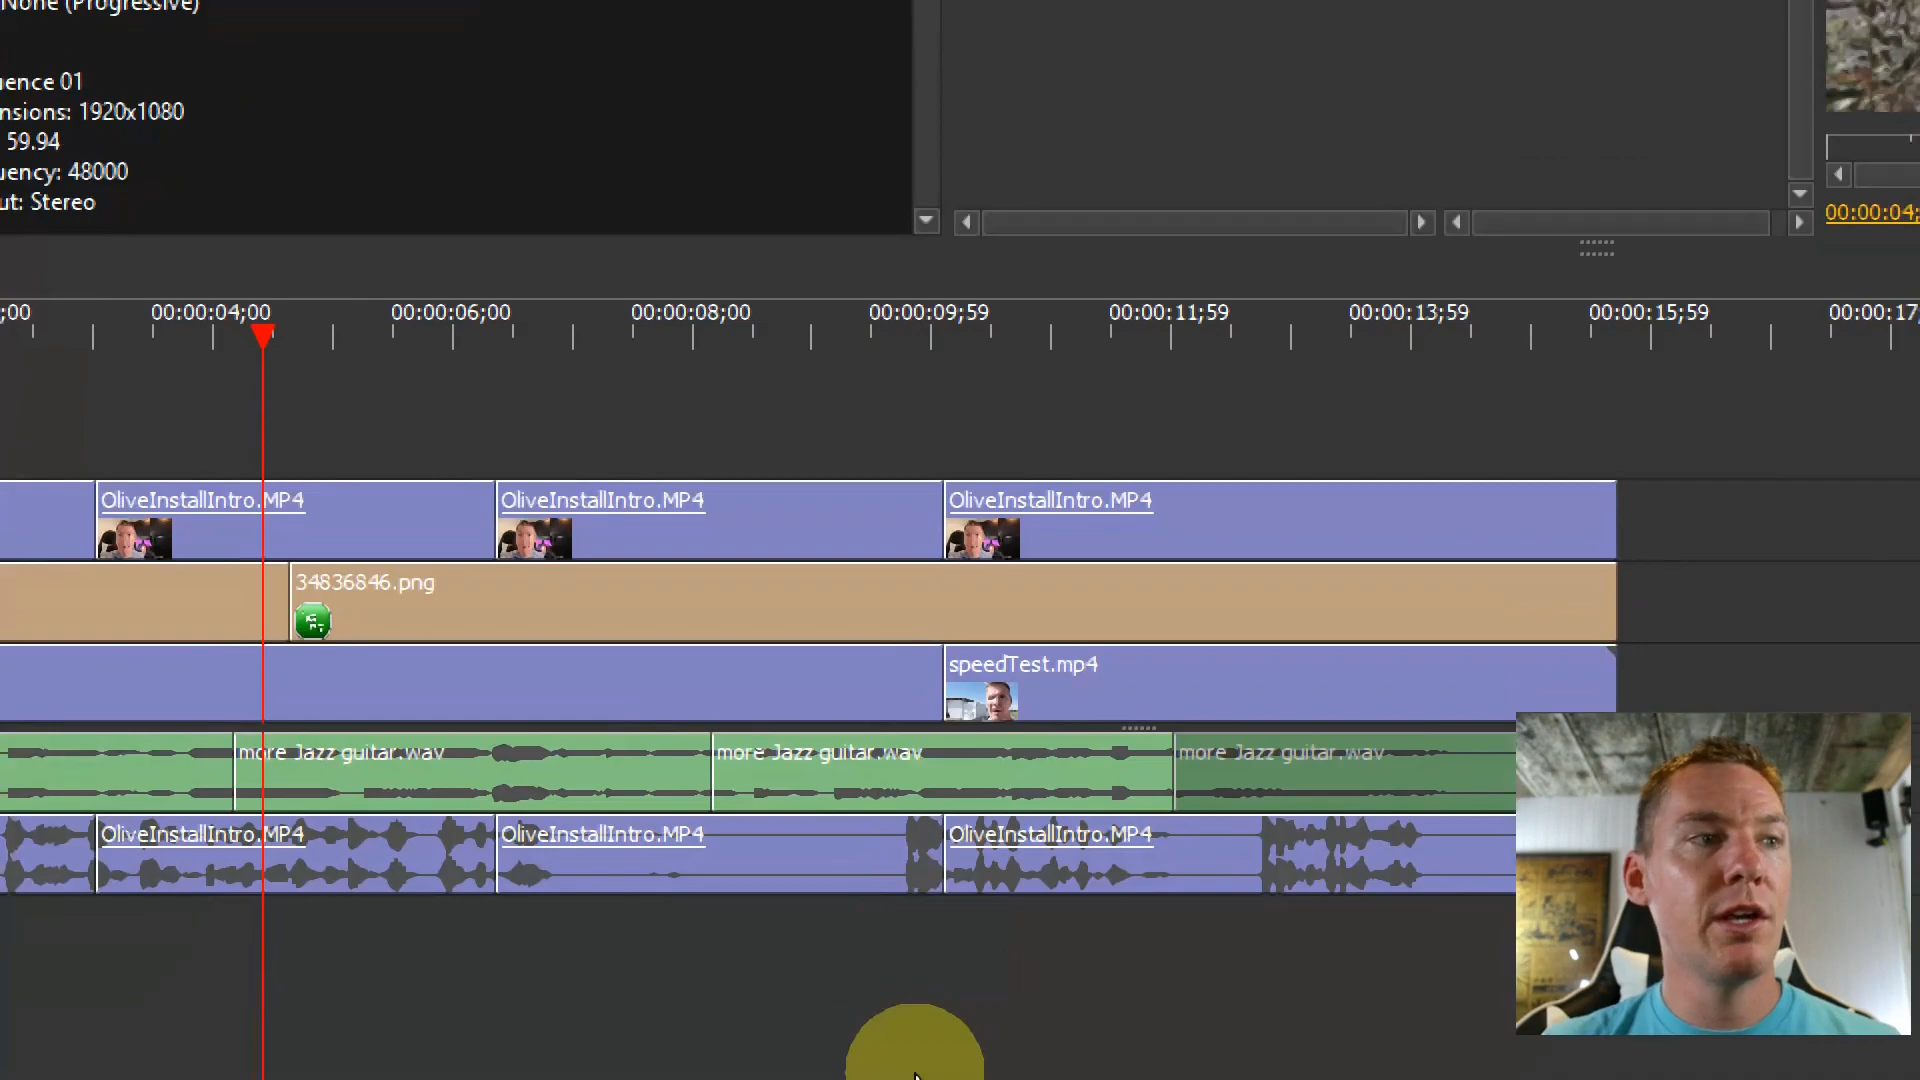 None (Progressive)
uence 01
nsions: 1920x1080
59.94
uency: 48000
ut: Stereo
00:00:04;
;00 00:00:04;00 00:00:06;00 00:00:08;00 00:00:09;59 00:00:11;59 00:00:13;59 00:00:15;59 00:00:17;
OliveInstallIntro.MP4 OliveInstallIntro.MP4 OliveInstallIntro.MP4
34836846.png
speedTest.mp4
more Jazz guitar.wav more Jazz guitar.wav more Jazz guitar.wav
OliveInstallIntro.MP4 OliveInstallIntro.MP4 OliveInstallIntro.MP4